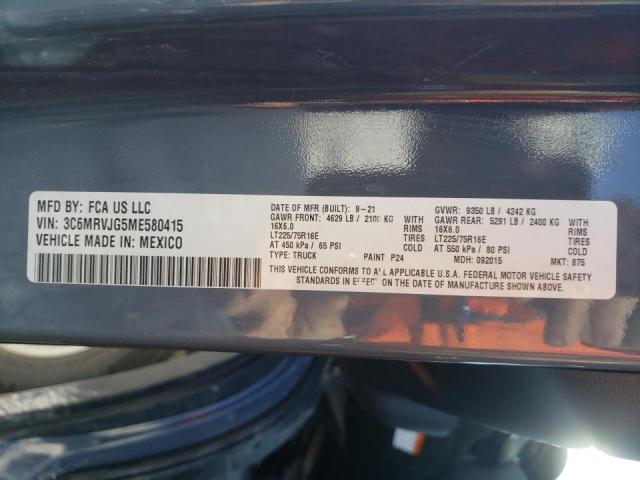 MFD BY: FCA US LLC
VIN: 3C6MRVJG5ME580415
VEHICLE MADE IN: MEXICO
DATE OF MFR (BUILT): 9-21 GVWR: 9350 LB / 4242 KG
GAWR FRONT: 4629 LB / 2100 KG GAWR REAR: 5291 LB / 2400 KG
16X6.0 RIMS 16X6.0 RIMS
LT225/75R16E TIRES LT225/75R16E TIRES
AT 450 kPa / 65 PSI COLD AT 550 kPa / 80 PSI COLD
TYPE: TRUCK PAINT P24 MDH: 092015 MKT: 875
THIS VEHICLE CONFORMS TO ALL APPLICABLE U.S.A. FEDERAL MOTOR VEHICLE SAFETY
STANDARDS IN EFFECT ON THE DATE OF MANUFACTURE SHOWN ABOVE.